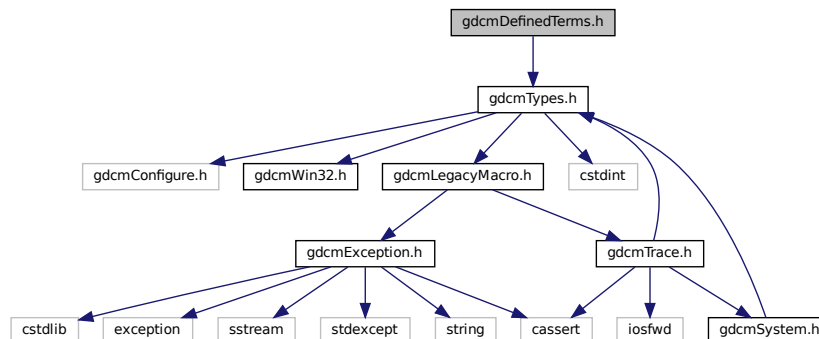 gdcmDefinedTerms.h
gdcmTypes.h
gdcmConfigure.h
gdcmWin32.h
gdcmLegacyMacro.h
cstdint
gdcmException.h
gdcmTrace.h
cstdlib
exception
sstream
stdexcept
string
cassert
iosfwd
gdcmSystem.h